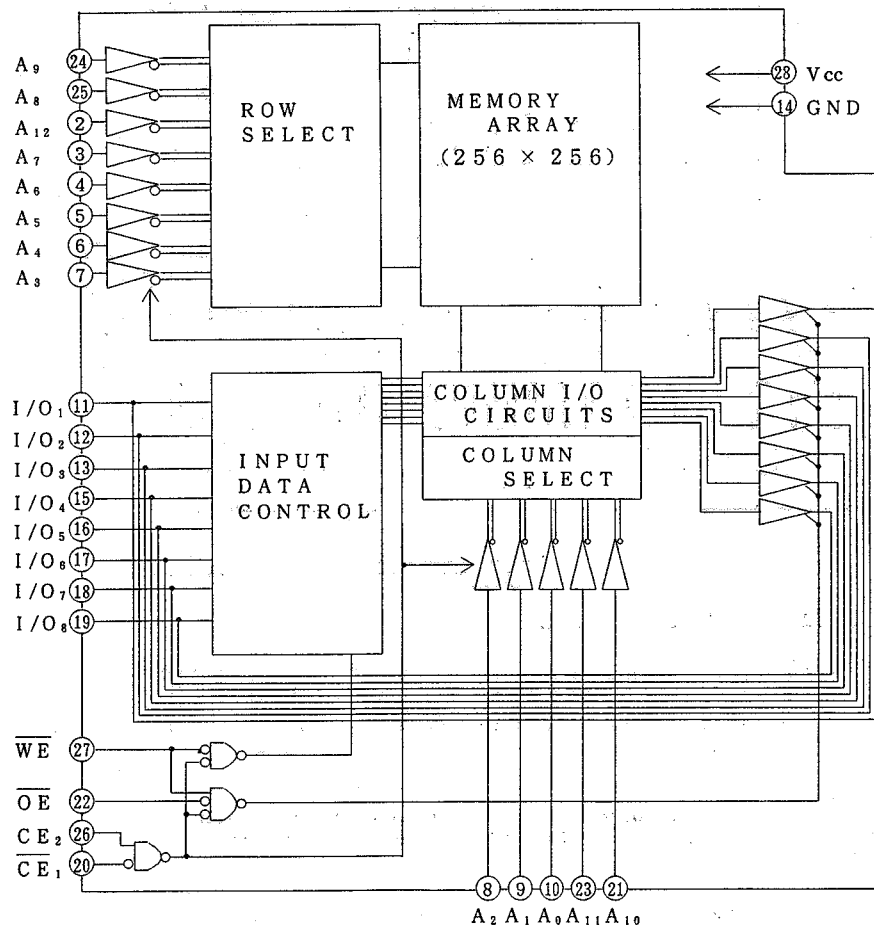 A₉ 24
A₈ 25
A₁₂ 2
A₇ 3
A₆ 4
A₅ 5
A₄ 6
A₃ 7
ROW
SELECT
MEMORY
ARRAY
(256 × 256)
28 Vcc
14 GND
I/O₁ 11
I/O₂ 12
I/O₃ 13
I/O₄ 15
I/O₅ 16
I/O₆ 17
I/O₇ 18
I/O₈ 19
INPUT
DATA
CONTROL
COLUMN I/O
CIRCUITS
COLUMN
SELECT
W̅E̅ 27
O̅E̅ 22
CE₂ 26
C̅E̅₁ 20
8 9 10 23 21
A₂ A₁ A₀ A₁₁ A₁₀